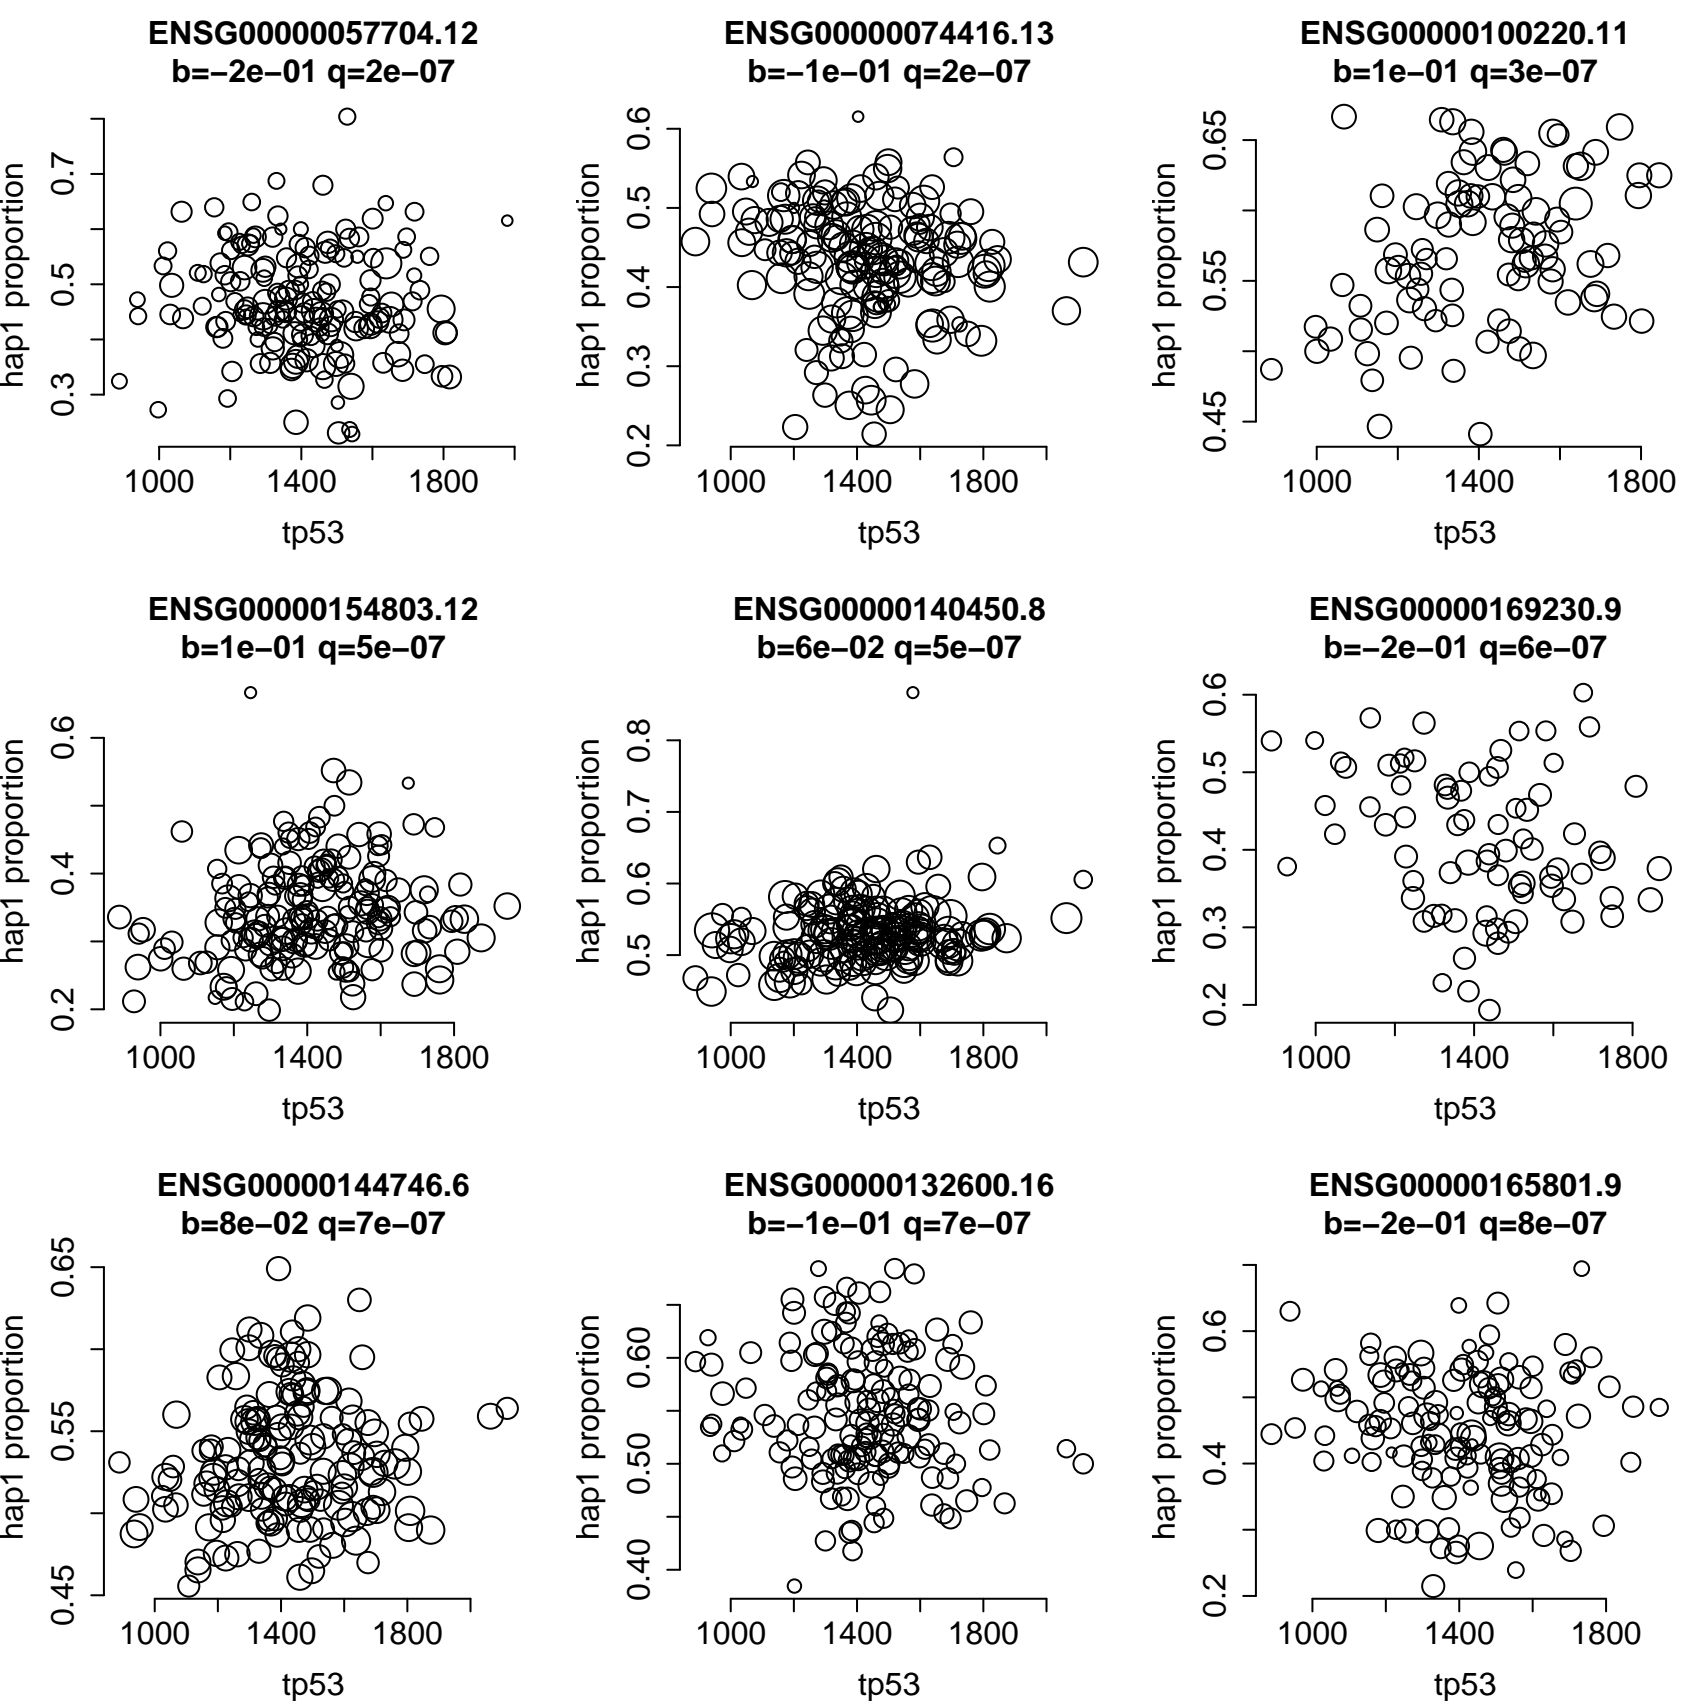 ENSG00000057704.12
b=−2e−01 q=2e−07
hap1 proportion
0.3 0.5 0.7
1000 1400 1800
tp53
ENSG00000074416.13
b=−1e−01 q=2e−07
hap1 proportion
0.2 0.3 0.4 0.5 0.6
1000 1400 1800
tp53
ENSG00000100220.11
b=1e−01 q=3e−07
hap1 proportion
0.45 0.55 0.65
1000 1400 1800
tp53
ENSG00000154803.12
b=1e−01 q=5e−07
hap1 proportion
0.2 0.4 0.6
1000 1400 1800
tp53
ENSG00000140450.8
b=6e−02 q=5e−07
hap1 proportion
0.5 0.6 0.7 0.8
1000 1400 1800
tp53
ENSG00000169230.9
b=−2e−01 q=6e−07
hap1 proportion
0.2 0.3 0.4 0.5 0.6
1000 1400 1800
tp53
ENSG00000144746.6
b=8e−02 q=7e−07
hap1 proportion
0.45 0.55 0.65
1000 1400 1800
tp53
ENSG00000132600.16
b=−1e−01 q=7e−07
hap1 proportion
0.40 0.50 0.60
1000 1400 1800
tp53
ENSG00000165801.9
b=−2e−01 q=8e−07
hap1 proportion
0.2 0.4 0.6
1000 1400 1800
tp53